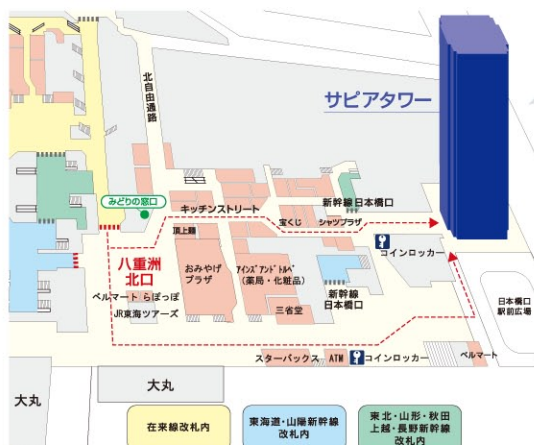 北自由通路
サピアタワー
みどりの窓口
キッチンストリート
新幹線日本橋口
宝くじ
シャツプラザ
頂上麺
八重洲
北口
おみやげ
プラザ
アインズアンドトルペ
(薬局・化粧品)
コインロッカー
新幹線
日本橋口
ベルマート
らぽっぽ
JR東海ツアーズ
三省堂
日本橋口
駅前広場
スターバックス
ATM
コインロッカー
ベルマート
大丸
大丸
在来線改札内
東海道・山陽新幹線
改札内
東北・山形・秋田
上越・長野新幹線
改札内